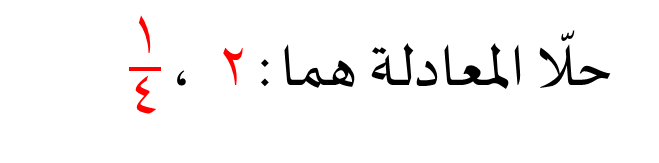 حلّا المعادلة هما: ٢ ، ١/٤